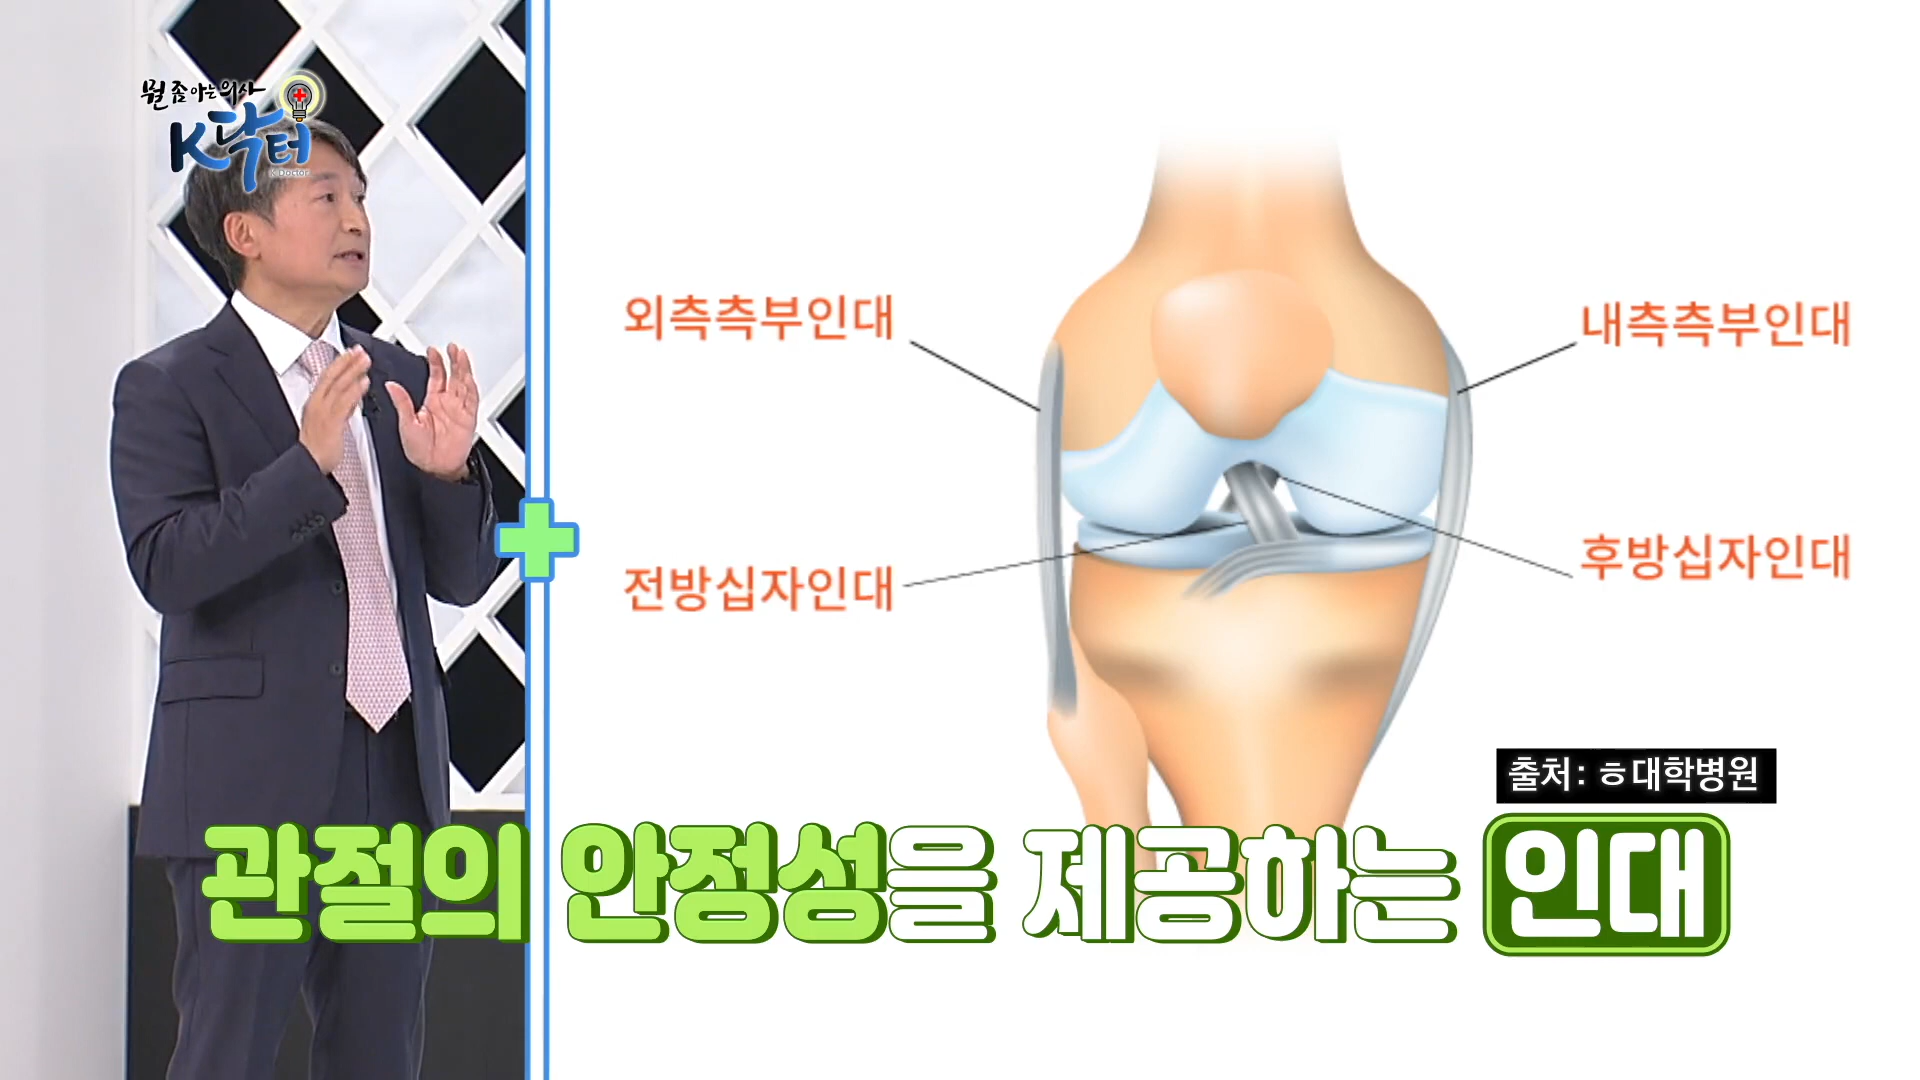 뭘 좀 아는 의사
K닥터
K Doctor
외측측부인대
내측측부인대
전방십자인대
후방십자인대
출처: ㅎ대학병원
관절의 안정성을 제공하는 인대